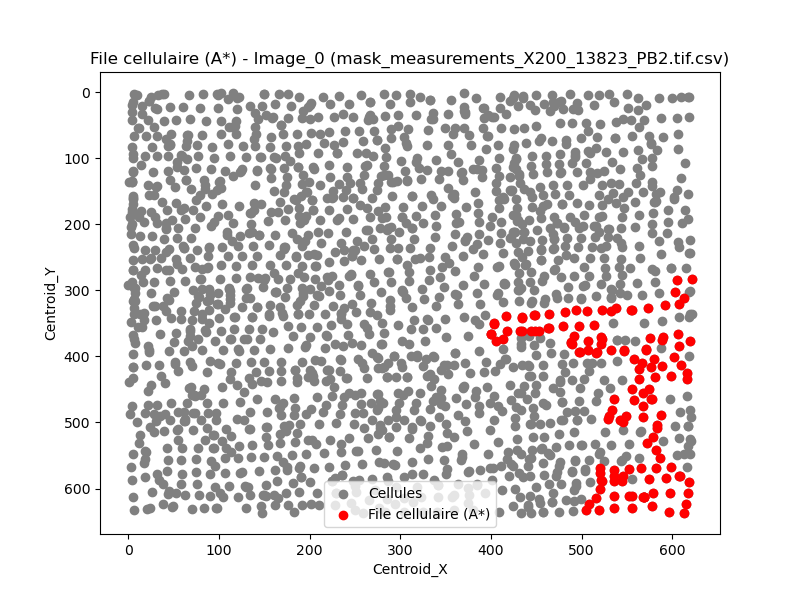 File cellulaire (A*) - Image_0 (mask_measurements_X200_13823_PB2.tif.csv)
Centroid_Y
0
100
200
300
400
500
600
Cellules
File cellulaire (A*)
0 100 200 300 400 500 600
Centroid_X